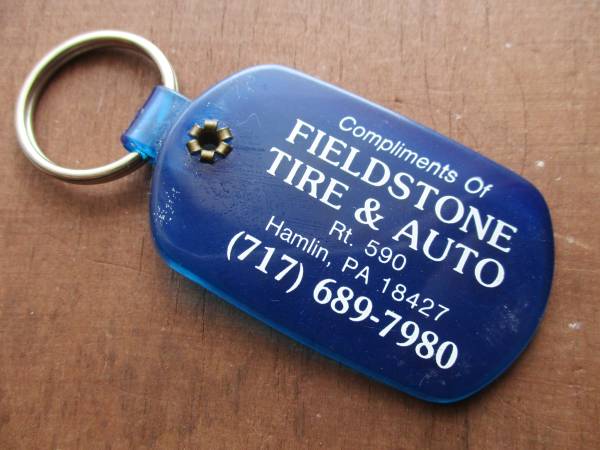 Compliments Of
FIELDSTONE
TIRE & AUTO
Rt. 590
Hamlin, PA 18427
(717) 689-7980